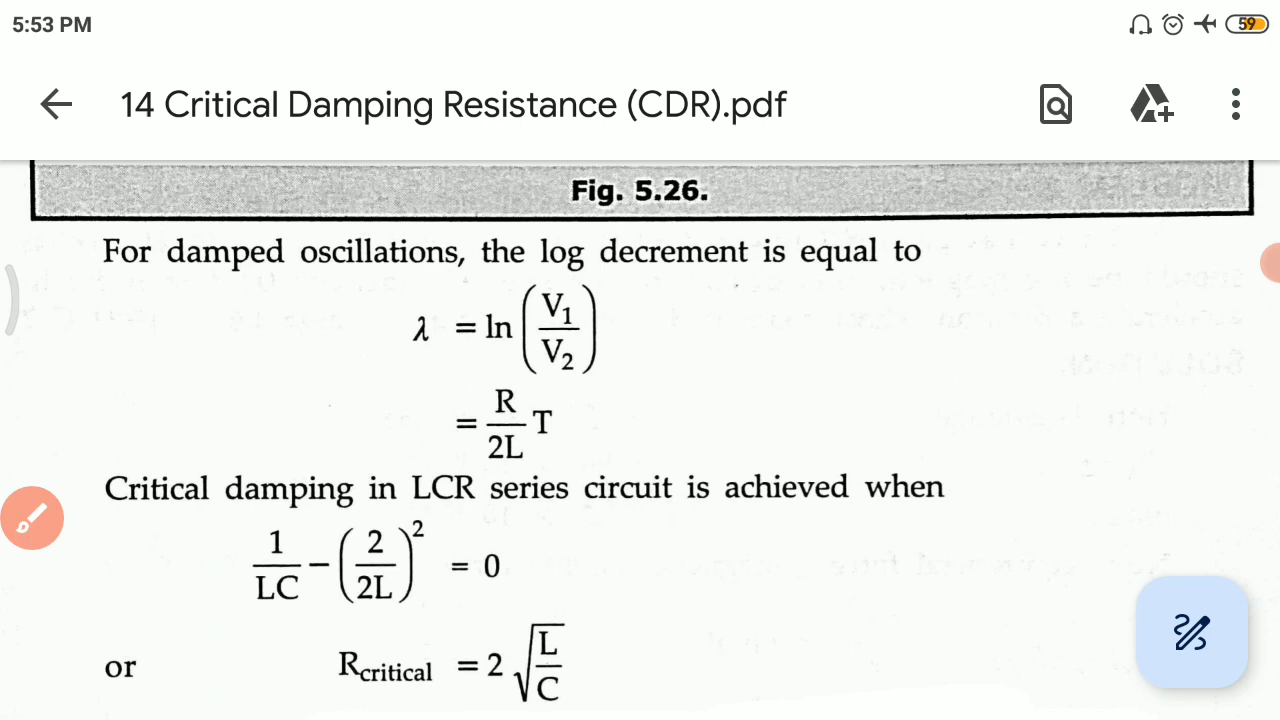 5:53 PM
59
14 Critical Damping Resistance (CDR).pdf
Fig. 5.26.
For damped oscillations, the log decrement is equal to
λ = ln (V₁/V₂)
= R/2L T
Critical damping in LCR series circuit is achieved when
1/LC − (2/2L)² = 0
or R_critical = 2 √(L/C)